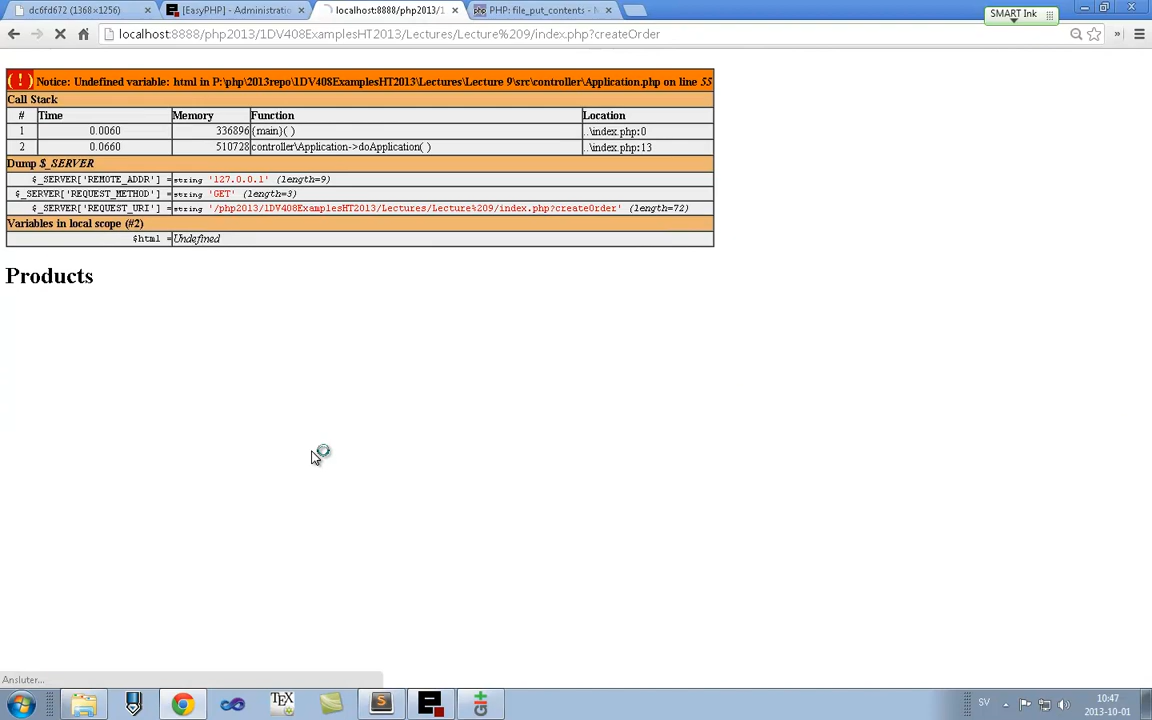 dc6fd672 (1368×1256)
[EasyPHP] - Administratio
localhost:8888/php2013/1
PHP: file_put_contents - M
SMART Ink
localhost:8888/php2013/1DV408ExamplesHT2013/Lectures/Lecture%209/index.php?createOrder
( ! ) Notice: Undefined variable: html in P:\php\2013repo\1DV408ExamplesHT2013\Lectures\Lecture 9\src\controller\Application.php on line 55
Call Stack
# Time Memory Function Location
1 0.0060 336896 {main}( ) ..\index.php:0
2 0.0660 510728 controller\Application->doApplication( ) ..\index.php:13
Dump $_SERVER
$_SERVER['REMOTE_ADDR'] = string '127.0.0.1' (length=9)
$_SERVER['REQUEST_METHOD'] = string 'GET' (length=3)
$_SERVER['REQUEST_URI'] = string '/php2013/1DV408ExamplesHT2013/Lectures/Lecture%209/index.php?createOrder' (length=72)
Variables in local scope (#2)
$html = Undefined
Products
Ansluter...
TEX
SV
10:47
2013-10-01